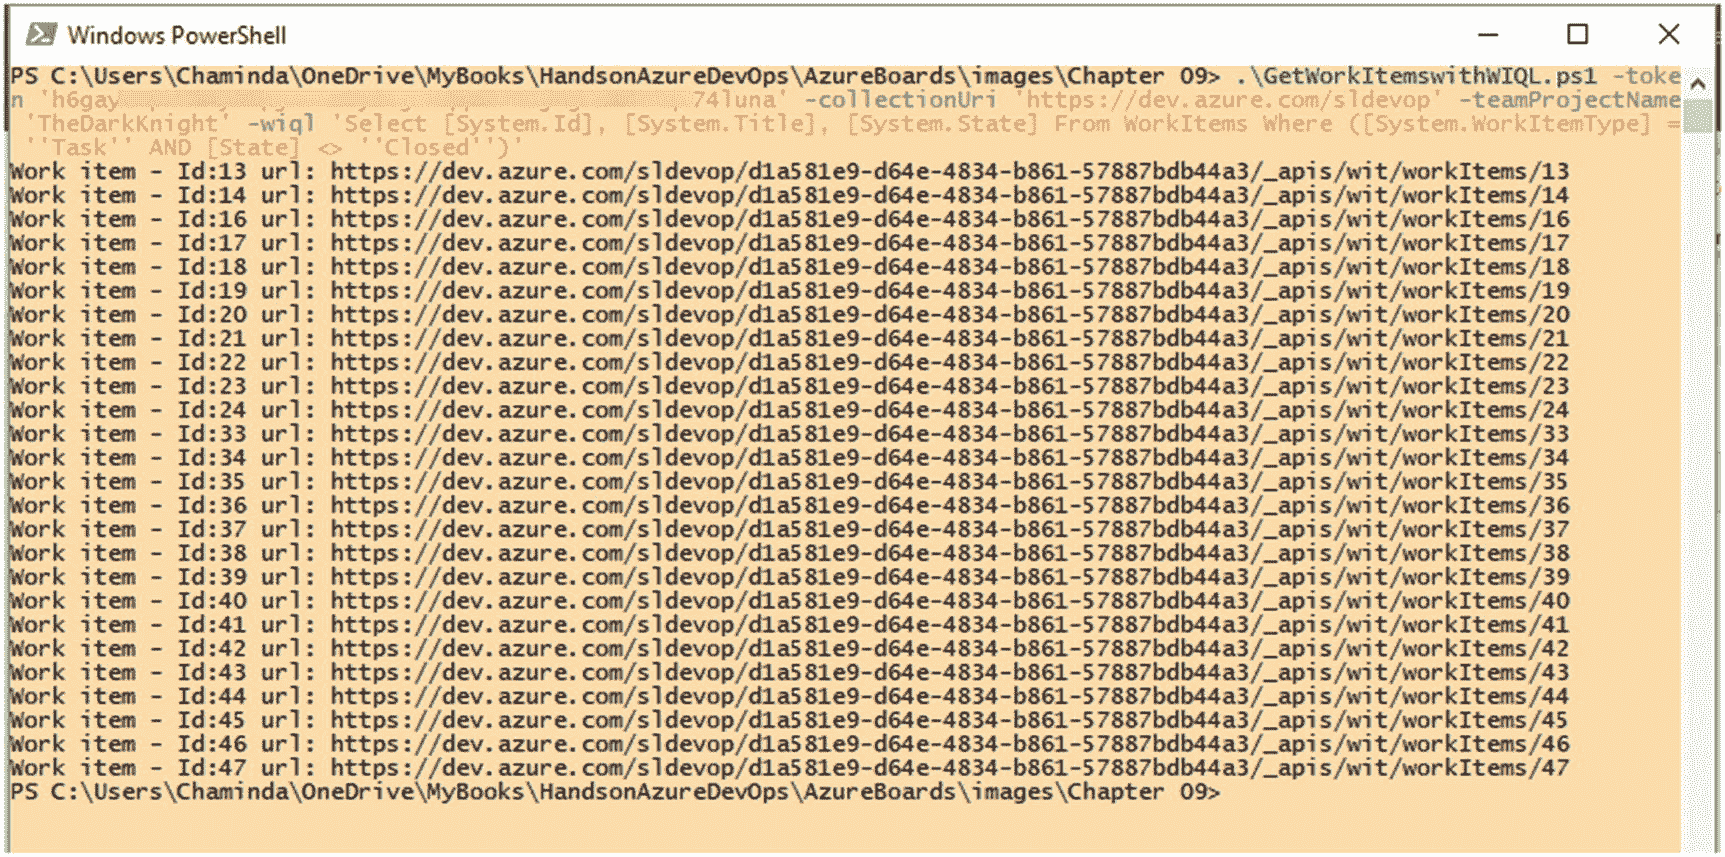 Windows PowerShell
PS C:\Users\Chaminda\OneDrive\MyBooks\HandsonAzureDevOps\AzureBoards\images\Chapter 09> .\GetWorkItemswithWIQL.ps1 -toke
n 'h6gay 74luna' -collectionUri 'https://dev.azure.com/sldevop' -teamProjectName
'TheDarkKnight' -wiql 'Select [System.Id], [System.Title], [System.State] From WorkItems Where ([System.WorkItemType] =
''Task'' AND [State] <> ''Closed'')'
Work item - Id:13 url: https://dev.azure.com/sldevop/d1a581e9-d64e-4834-b861-57887bdb44a3/_apis/wit/workItems/13
Work item - Id:14 url: https://dev.azure.com/sldevop/d1a581e9-d64e-4834-b861-57887bdb44a3/_apis/wit/workItems/14
Work item - Id:16 url: https://dev.azure.com/sldevop/d1a581e9-d64e-4834-b861-57887bdb44a3/_apis/wit/workItems/16
Work item - Id:17 url: https://dev.azure.com/sldevop/d1a581e9-d64e-4834-b861-57887bdb44a3/_apis/wit/workItems/17
Work item - Id:18 url: https://dev.azure.com/sldevop/d1a581e9-d64e-4834-b861-57887bdb44a3/_apis/wit/workItems/18
Work item - Id:19 url: https://dev.azure.com/sldevop/d1a581e9-d64e-4834-b861-57887bdb44a3/_apis/wit/workItems/19
Work item - Id:20 url: https://dev.azure.com/sldevop/d1a581e9-d64e-4834-b861-57887bdb44a3/_apis/wit/workItems/20
Work item - Id:21 url: https://dev.azure.com/sldevop/d1a581e9-d64e-4834-b861-57887bdb44a3/_apis/wit/workItems/21
Work item - Id:22 url: https://dev.azure.com/sldevop/d1a581e9-d64e-4834-b861-57887bdb44a3/_apis/wit/workItems/22
Work item - Id:23 url: https://dev.azure.com/sldevop/d1a581e9-d64e-4834-b861-57887bdb44a3/_apis/wit/workItems/23
Work item - Id:24 url: https://dev.azure.com/sldevop/d1a581e9-d64e-4834-b861-57887bdb44a3/_apis/wit/workItems/24
Work item - Id:33 url: https://dev.azure.com/sldevop/d1a581e9-d64e-4834-b861-57887bdb44a3/_apis/wit/workItems/33
Work item - Id:34 url: https://dev.azure.com/sldevop/d1a581e9-d64e-4834-b861-57887bdb44a3/_apis/wit/workItems/34
Work item - Id:35 url: https://dev.azure.com/sldevop/d1a581e9-d64e-4834-b861-57887bdb44a3/_apis/wit/workItems/35
Work item - Id:36 url: https://dev.azure.com/sldevop/d1a581e9-d64e-4834-b861-57887bdb44a3/_apis/wit/workItems/36
Work item - Id:37 url: https://dev.azure.com/sldevop/d1a581e9-d64e-4834-b861-57887bdb44a3/_apis/wit/workItems/37
Work item - Id:38 url: https://dev.azure.com/sldevop/d1a581e9-d64e-4834-b861-57887bdb44a3/_apis/wit/workItems/38
Work item - Id:39 url: https://dev.azure.com/sldevop/d1a581e9-d64e-4834-b861-57887bdb44a3/_apis/wit/workItems/39
Work item - Id:40 url: https://dev.azure.com/sldevop/d1a581e9-d64e-4834-b861-57887bdb44a3/_apis/wit/workItems/40
Work item - Id:41 url: https://dev.azure.com/sldevop/d1a581e9-d64e-4834-b861-57887bdb44a3/_apis/wit/workItems/41
Work item - Id:42 url: https://dev.azure.com/sldevop/d1a581e9-d64e-4834-b861-57887bdb44a3/_apis/wit/workItems/42
Work item - Id:43 url: https://dev.azure.com/sldevop/d1a581e9-d64e-4834-b861-57887bdb44a3/_apis/wit/workItems/43
Work item - Id:44 url: https://dev.azure.com/sldevop/d1a581e9-d64e-4834-b861-57887bdb44a3/_apis/wit/workItems/44
Work item - Id:45 url: https://dev.azure.com/sldevop/d1a581e9-d64e-4834-b861-57887bdb44a3/_apis/wit/workItems/45
Work item - Id:46 url: https://dev.azure.com/sldevop/d1a581e9-d64e-4834-b861-57887bdb44a3/_apis/wit/workItems/46
Work item - Id:47 url: https://dev.azure.com/sldevop/d1a581e9-d64e-4834-b861-57887bdb44a3/_apis/wit/workItems/47
PS C:\Users\Chaminda\OneDrive\MyBooks\HandsonAzureDevOps\AzureBoards\images\Chapter 09>